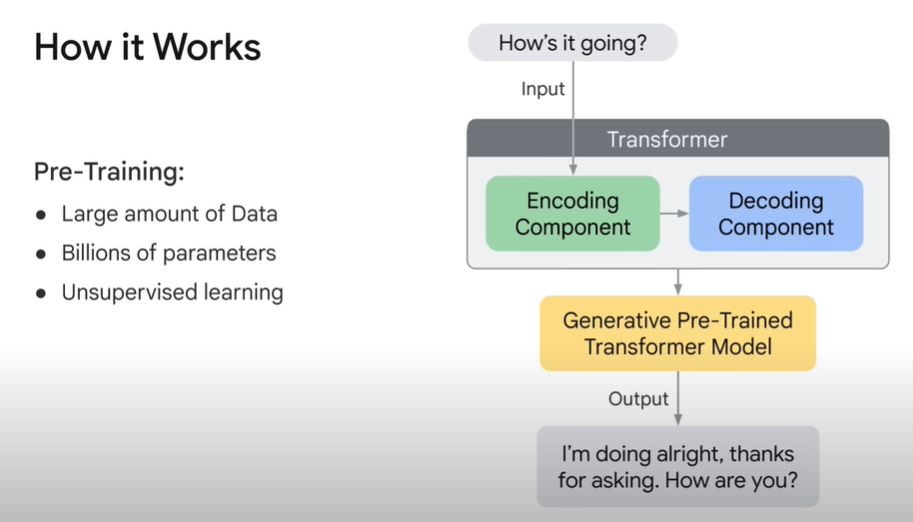 How it Works
Pre-Training:
● Large amount of Data
● Billions of parameters
● Unsupervised learning
How's it going?
Input
Transformer
Encoding
Component
Decoding
Component
Generative Pre-Trained
Transformer Model
Output
I'm doing alright, thanks
for asking. How are you?